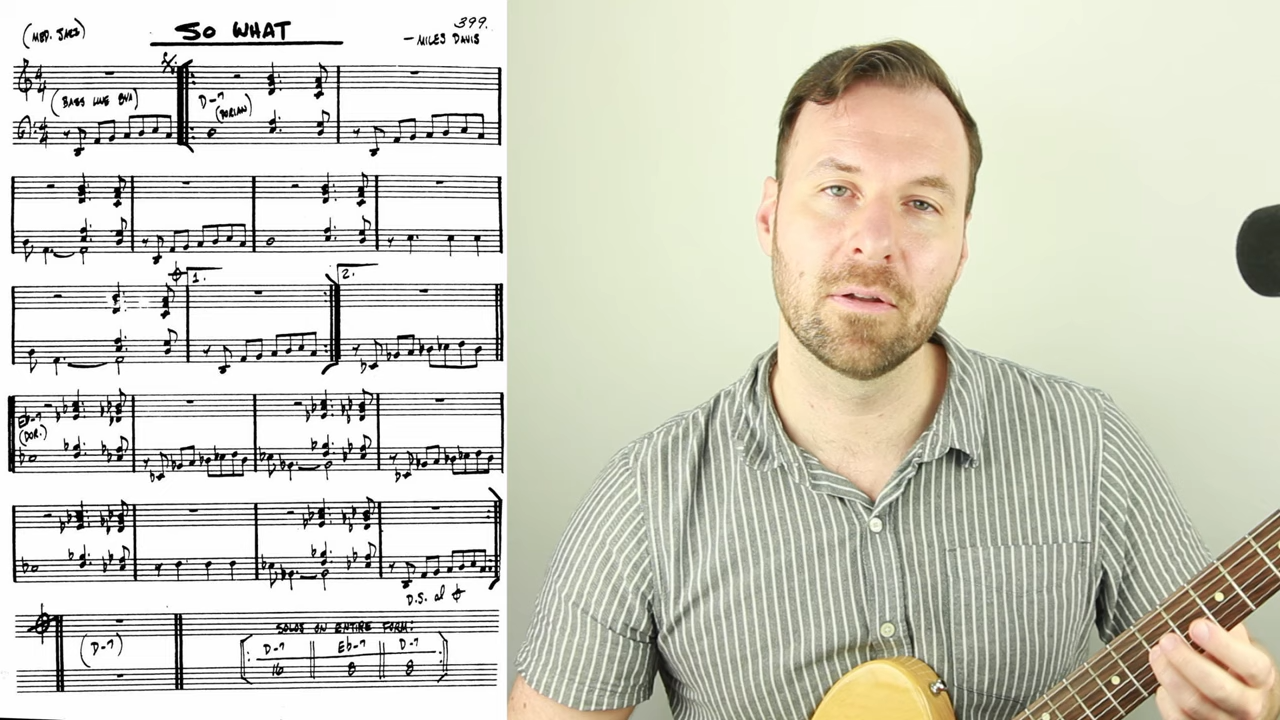 SO WHAT
399.
(MED. JAZZ)
— MILES DAVIS
(BASS LINE 8VA)
D-7
(DORIAN)
1.
2.
Eb-7
(DOR.)
D.S. al
SOLOS ON ENTIRE FORM:
(D-7)
D-7 Eb-7 D-7
16 8 8